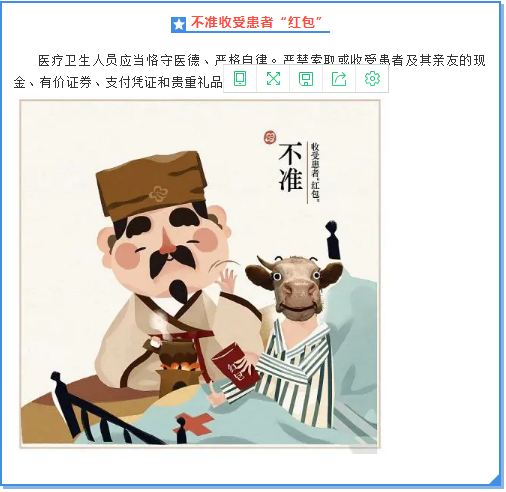 不准收受患者“红包”
医疗卫生人员应当恪守医德、严格自律。严禁索取或收受患者及其亲友的现
金、有价证券、支付凭证和贵重礼品
不准
收受患者“红包”。
红包